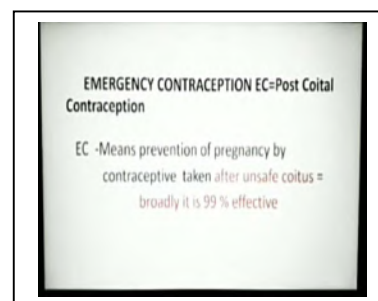 EMERGENCY CONTRACEPTION EC=Post Coital
Contraception
EC -Means prevention of pregnancy by
contraceptive taken after unsafe coitus =
broadly it is 99 % effective